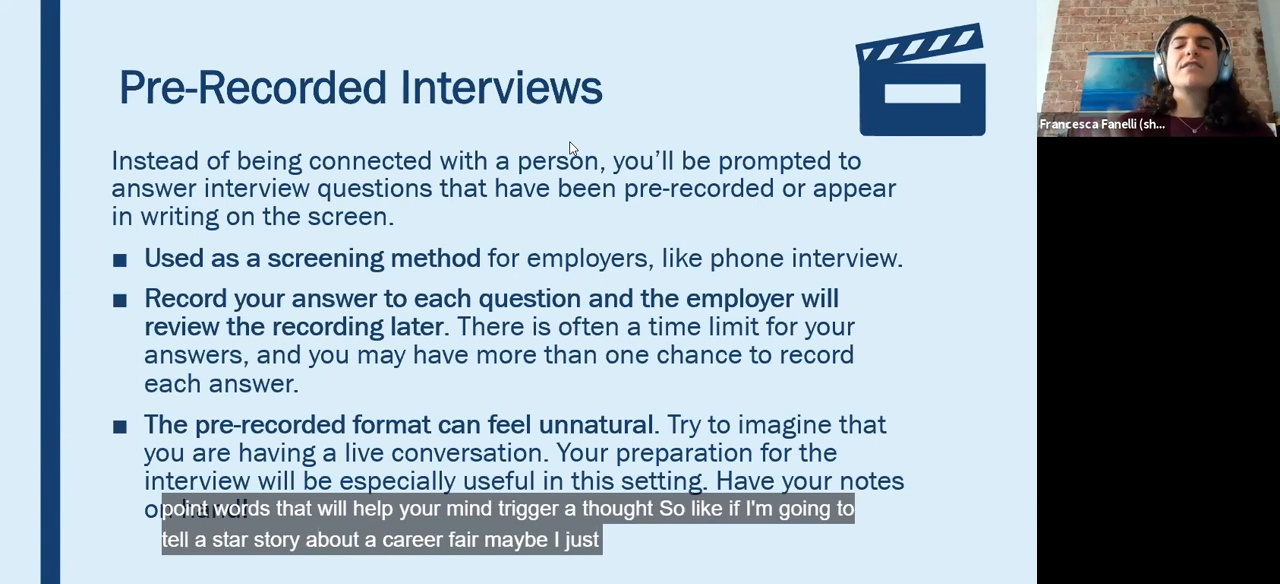 Pre-Recorded Interviews
Instead of being connected with a person, you’ll be prompted to
answer interview questions that have been pre-recorded or appear
in writing on the screen.
■ Used as a screening method for employers, like phone interview.
■ Record your answer to each question and the employer will
review the recording later. There is often a time limit for your
answers, and you may have more than one chance to record
each answer.
■ The pre-recorded format can feel unnatural. Try to imagine that
you are having a live conversation. Your preparation for the
interview will be especially useful in this setting. Have your notes
point words that will help your mind trigger a thought So like if I'm going to
tell a star story about a career fair maybe I just
Francesca Fanelli (sh...